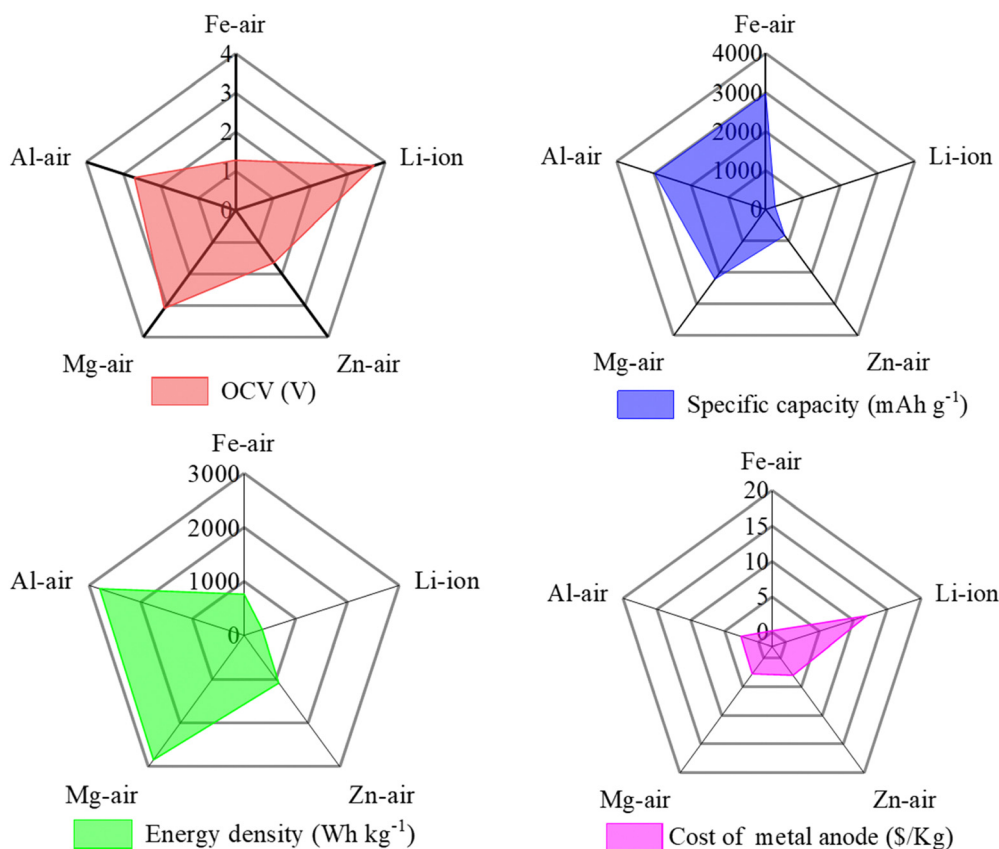 Fe-air
4
3
2
1
0
Al-air
Li-ion
Mg-air
Zn-air
OCV (V)
Fe-air
4000
3000
2000
1000
0
Al-air
Li-ion
Mg-air
Zn-air
Specific capacity (mAh g⁻¹)
Fe-air
3000
2000
1000
0
Al-air
Li-ion
Mg-air
Zn-air
Energy density (Wh kg⁻¹)
Fe-air
20
15
10
5
0
Al-air
Li-ion
Mg-air
Zn-air
Cost of metal anode ($/Kg)